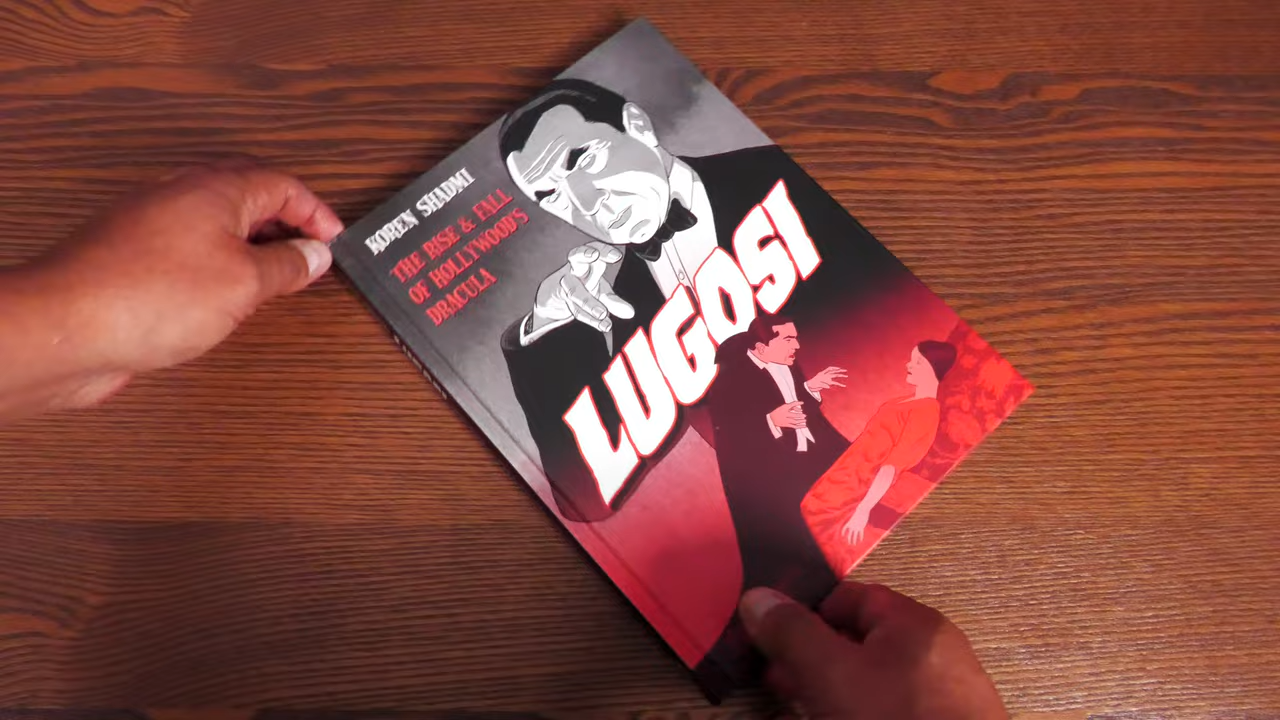 KOREN SHADMI
THE RISE & FALL
OF HOLLYWOOD'S
DRACULA
LUGOSI